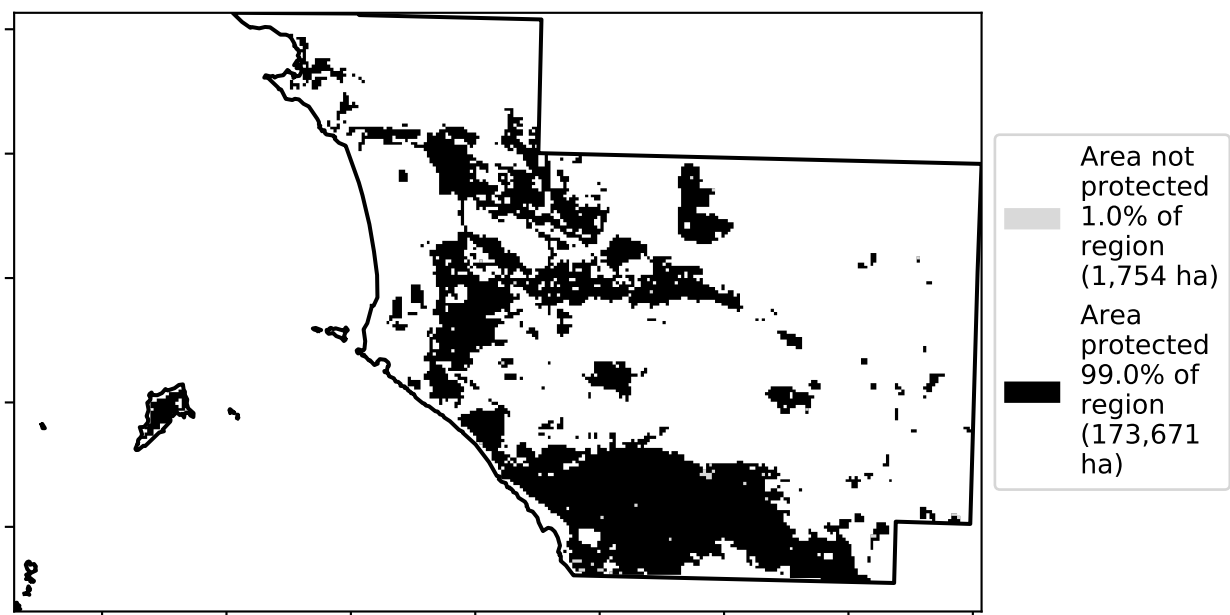 Area not
protected
1.0% of
region
(1,754 ha)
Area
protected
99.0% of
region
(173,671
ha)